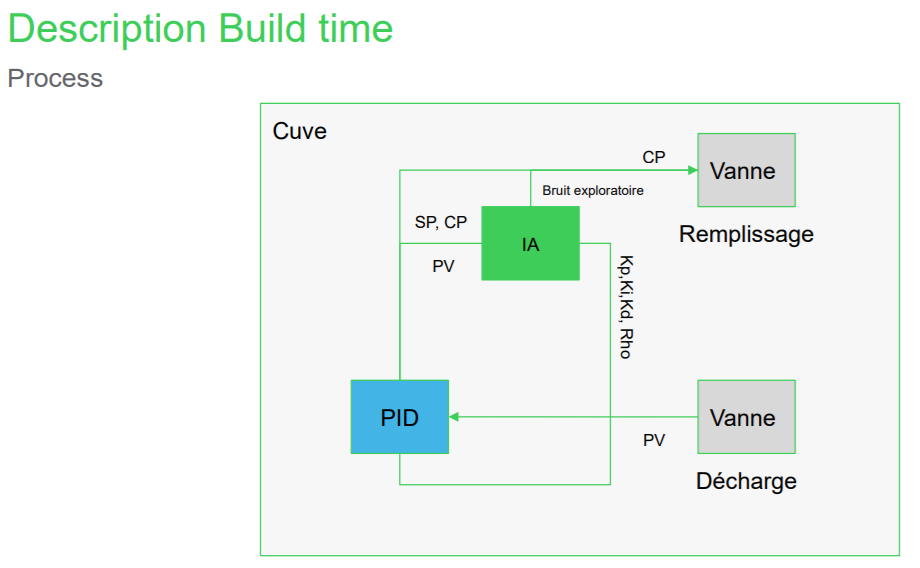 Description Build time
Process
Cuve
CP
Vanne
Bruit exploratoire
SP, CP
IA
Remplissage
PV
Kp,Ki,Kd, Rho
PID
Vanne
PV
Décharge